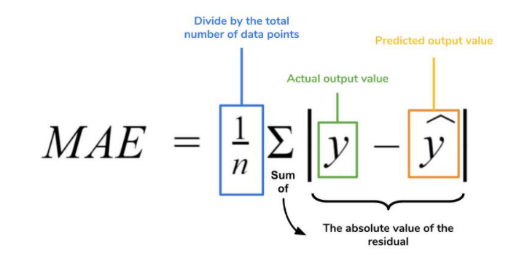 Divide by the total
number of data points
Predicted output value
Actual output value
MAE = 1/n Σ |y − ŷ|
Sum
of
The absolute value of the
residual